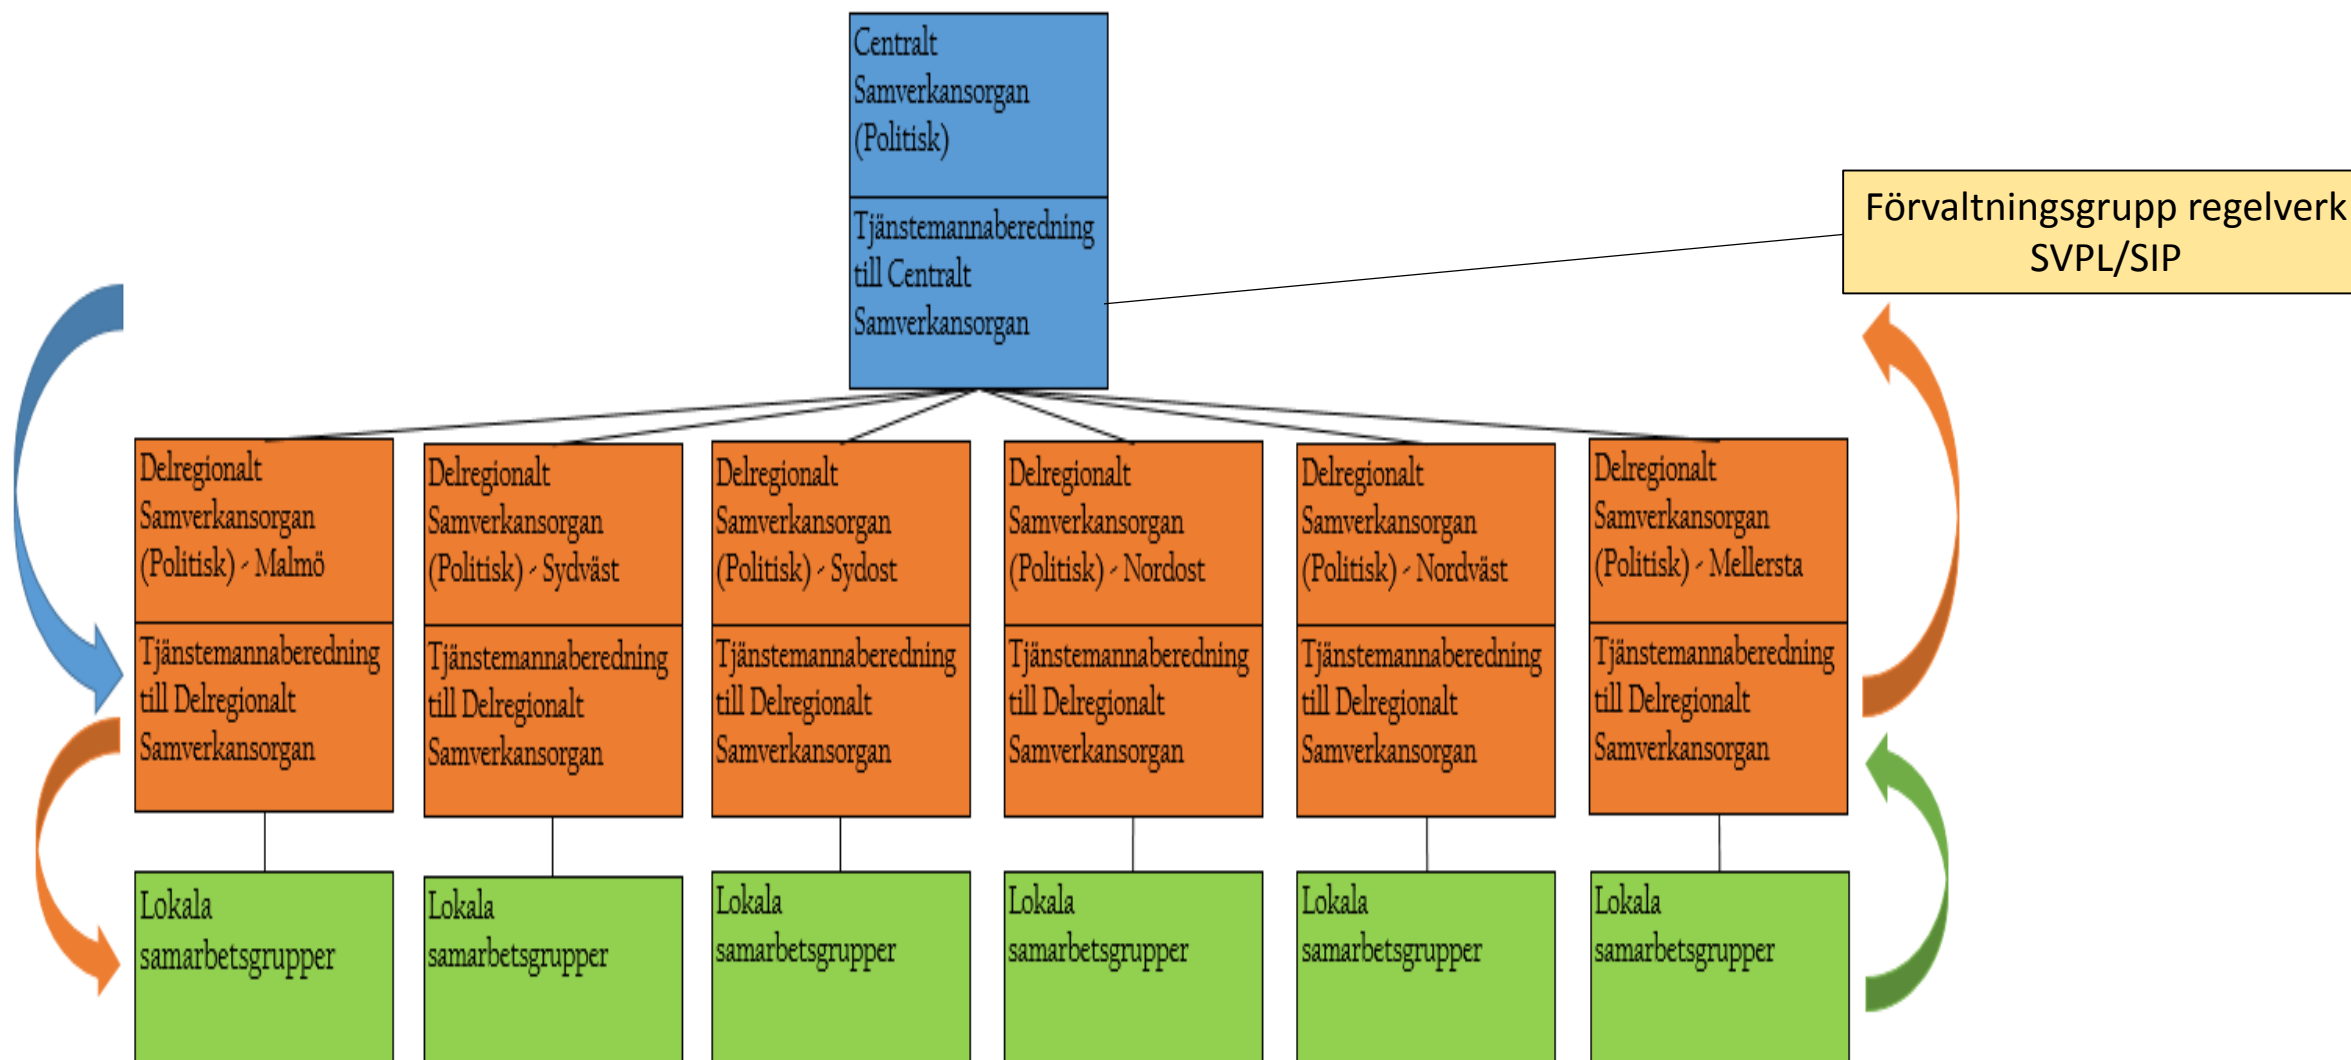 Centralt
Samverkansorgan
(Politisk)
Tjänstemannaberedning
till Centralt
Samverkansorgan
Förvaltningsgrupp regelverk
SVPL/SIP
Delregionalt
Samverkansorgan
(Politisk) - Malmö
Tjänstemannaberedning
till Delregionalt
Samverkansorgan
Delregionalt
Samverkansorgan
(Politisk) - Sydväst
Tjänstemannaberedning
till Delregionalt
Samverkansorgan
Delregionalt
Samverkansorgan
(Politisk) - Sydost
Tjänstemannaberedning
till Delregionalt
Samverkansorgan
Delregionalt
Samverkansorgan
(Politisk) - Nordost
Tjänstemannaberedning
till Delregionalt
Samverkansorgan
Delregionalt
Samverkansorgan
(Politisk) - Nordväst
Tjänstemannaberedning
till Delregionalt
Samverkansorgan
Delregionalt
Samverkansorgan
(Politisk) - Mellersta
Tjänstemannaberedning
till Delregionalt
Samverkansorgan
Lokala
samarbetsgrupper
Lokala
samarbetsgrupper
Lokala
samarbetsgrupper
Lokala
samarbetsgrupper
Lokala
samarbetsgrupper
Lokala
samarbetsgrupper